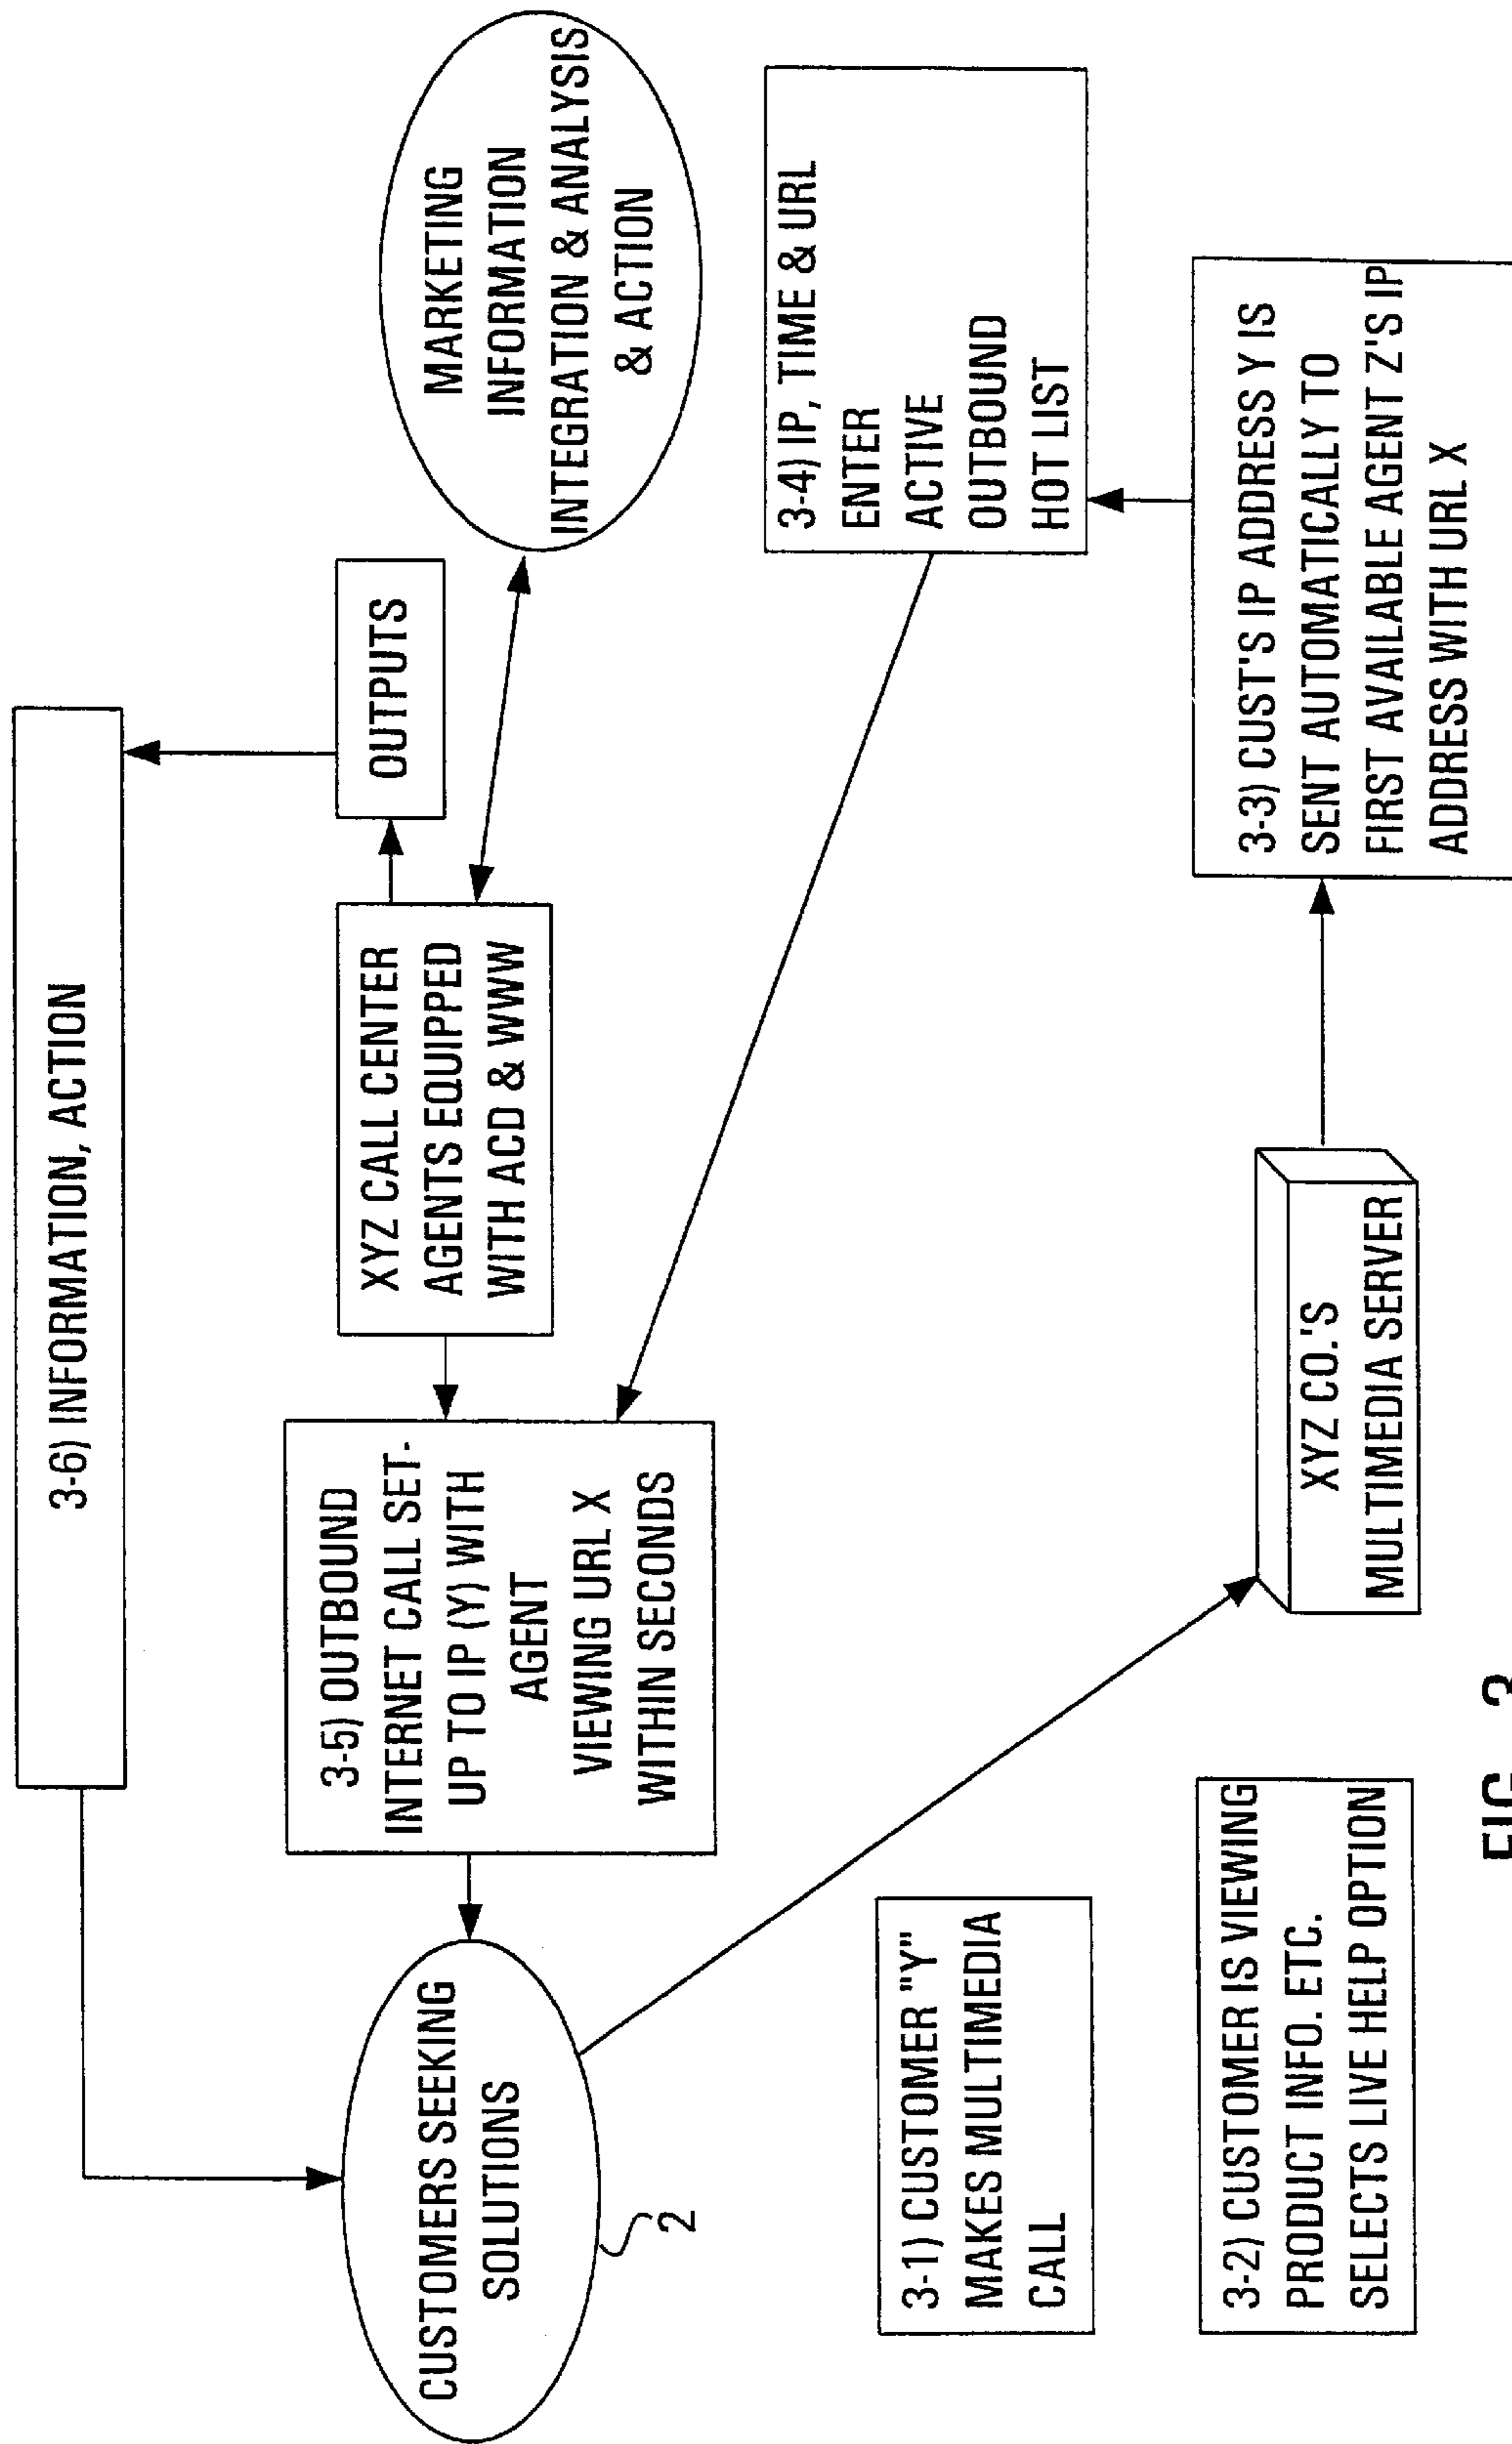 3-6) INFORMATION, ACTION
CUSTOMERS SEEKING
SOLUTIONS
2
3-5) OUTBOUND
INTERNET CALL SET-
UP TO IP (Y) WITH
AGENT
VIEWING URL X
WITHIN SECONDS
XYZ CALL CENTER
AGENTS EQUIPPED
WITH ACD & WWW
OUTPUTS
MARKETING
INFORMATION
INTEGRATION & ANALYSIS
& ACTION
3-1) CUSTOMER "Y"
MAKES MULTIMEDIA
CALL
3-4) IP, TIME & URL
ENTER
ACTIVE
OUTBOUND
HOT LIST
3-2) CUSTOMER IS VIEWING
PRODUCT INFO. ETC.
SELECTS LIVE HELP OPTION
XYZ CO.'S
MULTIMEDIA SERVER
3-3) CUST'S IP ADDRESS Y IS
SENT AUTOMATICALLY TO
FIRST AVAILABLE AGENT Z'S IP
ADDRESS WITH URL X
FIG. 3